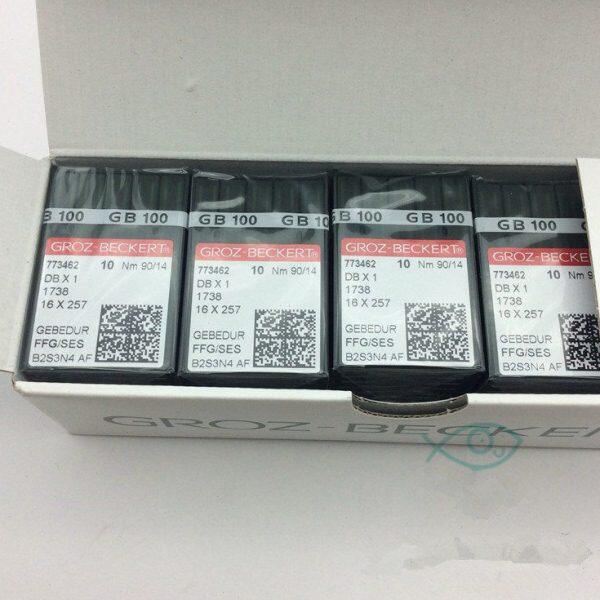 B 100 GB 100
GROZ-BECKERT®
773462 10 Nm 90/14
DB X 1
1738
16 X 257
GEBEDUR
FFG/SES
B2S3N4 AF
GB 100 GB 10
GROZ-BECKERT®
773462 10 Nm 90/14
DB X 1
1738
16 X 257
GEBEDUR
FFG/SES
B2S3N4 AF
B 100 GB 100
GROZ-BECKERT®
773462 10 Nm 90/14
DB X 1
1738
16 X 257
GEBEDUR
FFG/SES
B2S3N4 AF
GB 100 GB
GROZ-BECKERT
773462 10 Nm 90/
DB X 1
1738
16 X 257
GEBEDUR
FFG/SES
B2S3N4 AF
GROZ-BECKER